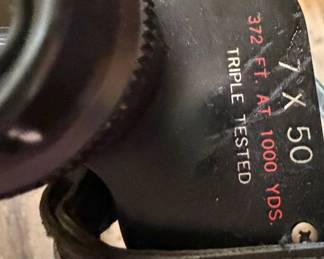 7 X 50
372 FT. AT 1000 YDS.
TRIPLE TESTED